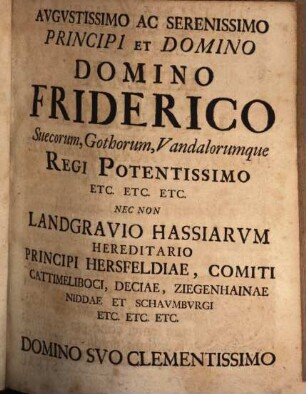 AVGVSTISSIMO AC SERENISSIMO
PRINCIPI ET DOMINO
DOMINO
FRIDERICO
Suecorum, Gothorum, Vandalorumque
REGI POTENTISSIMO
ETC. ETC. ETC.
NEC NON
LANDGRAVIO HASSIARVM
HEREDITARIO
PRINCIPI HERSFELDIAE, COMITI
CATTIMELIBOCI, DECIAE, ZIEGENHAINAE
NIDDAE ET SCHAVMBVRGI
ETC. ETC. ETC.
DOMINO SVO CLEMENTISSIMO